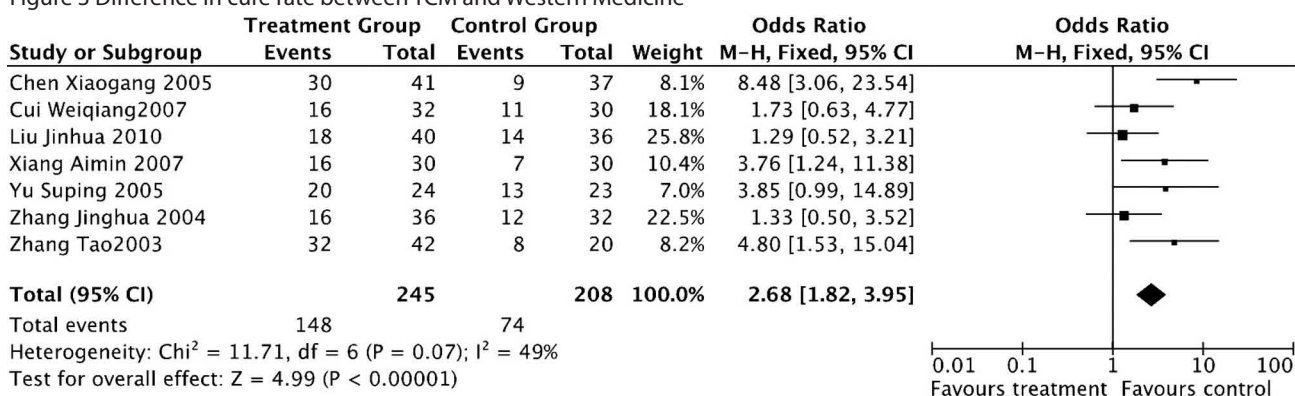 Figure 3 Difference in cure rate between TCM and Western Medicine
Treatment Group Control Group Odds Ratio Odds Ratio
Study or Subgroup Events Total Events Total Weight M-H, Fixed, 95% CI M-H, Fixed, 95% CI
Chen Xiaogang 2005 30 41 9 37 8.1% 8.48 [3.06, 23.54]
Cui Weiqiang2007 16 32 11 30 18.1% 1.73 [0.63, 4.77]
Liu Jinhua 2010 18 40 14 36 25.8% 1.29 [0.52, 3.21]
Xiang Aimin 2007 16 30 7 30 10.4% 3.76 [1.24, 11.38]
Yu Suping 2005 20 24 13 23 7.0% 3.85 [0.99, 14.89]
Zhang Jinghua 2004 16 36 12 32 22.5% 1.33 [0.50, 3.52]
Zhang Tao2003 32 42 8 20 8.2% 4.80 [1.53, 15.04]
Total (95% CI) 245 208 100.0% 2.68 [1.82, 3.95]
Total events 148 74
Heterogeneity: Chi² = 11.71, df = 6 (P = 0.07); I² = 49%
Test for overall effect: Z = 4.99 (P < 0.00001)
0.01 0.1 1 10 100
Favours treatment Favours control